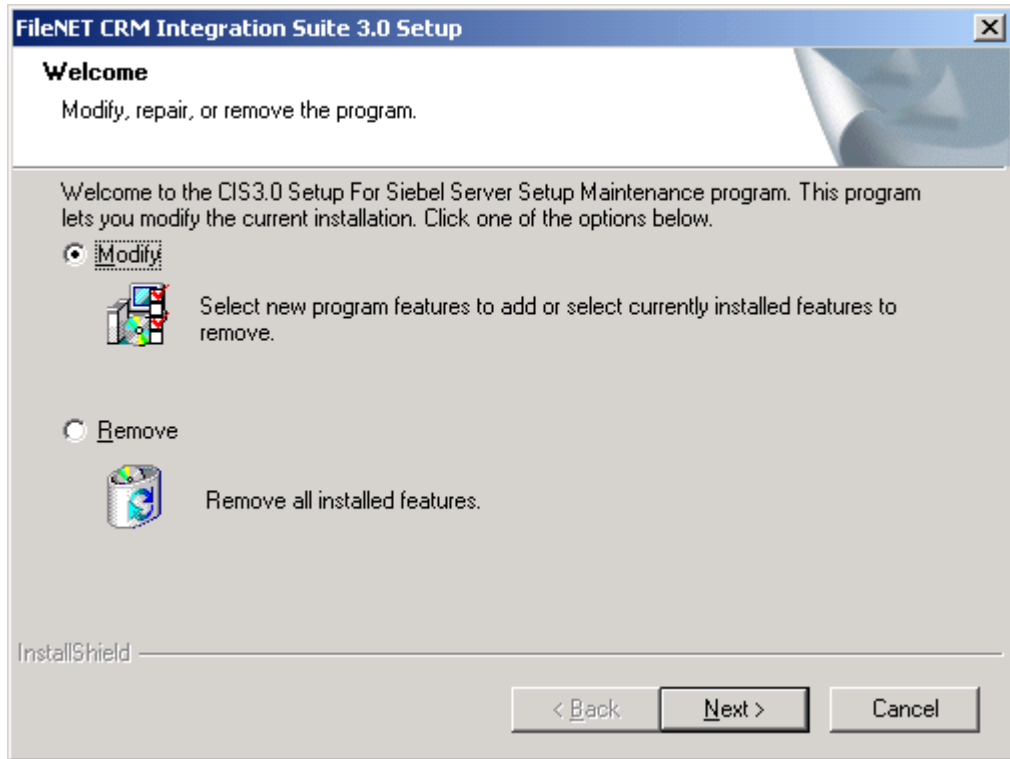 FileNET CRM Integration Suite 3.0 Setup
Welcome
Modify, repair, or remove the program.
Welcome to the CIS3.0 Setup For Siebel Server Setup Maintenance program. This program
lets you modify the current installation. Click one of the options below.
Modify
Select new program features to add or select currently installed features to
remove.
Remove
Remove all installed features.
InstallShield
< Back
Next >
Cancel